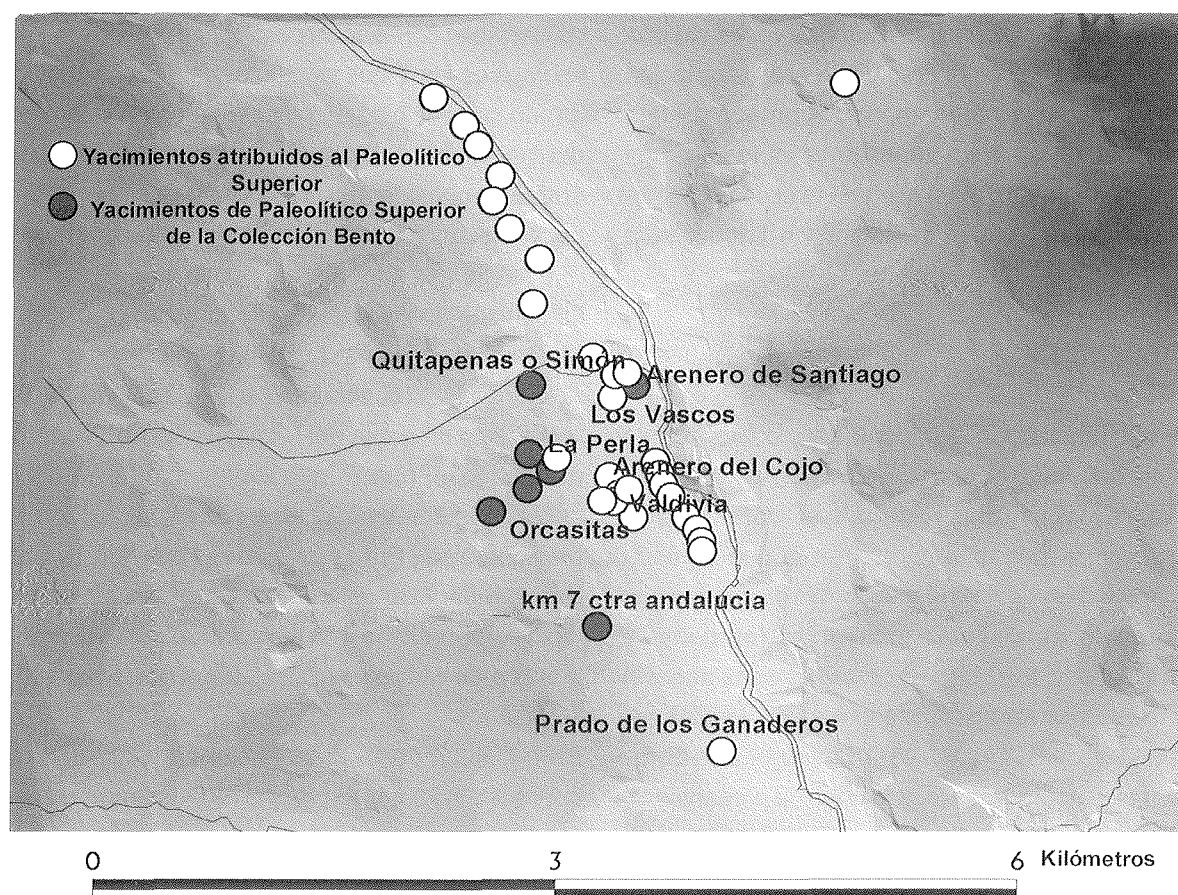 Yacimientos atribuidos al Paleolítico
Superior
Yacimientos de Paleolítico Superior
de la Colección Bento
Quitapenas o Simón
Arenero de Santiago
Los Vascos
La Perla
Arenero del Cojo
Valdivia
Orcasitas
km 7 ctra andalucia
Prado de los Ganaderos
0 3 6 Kilómetros